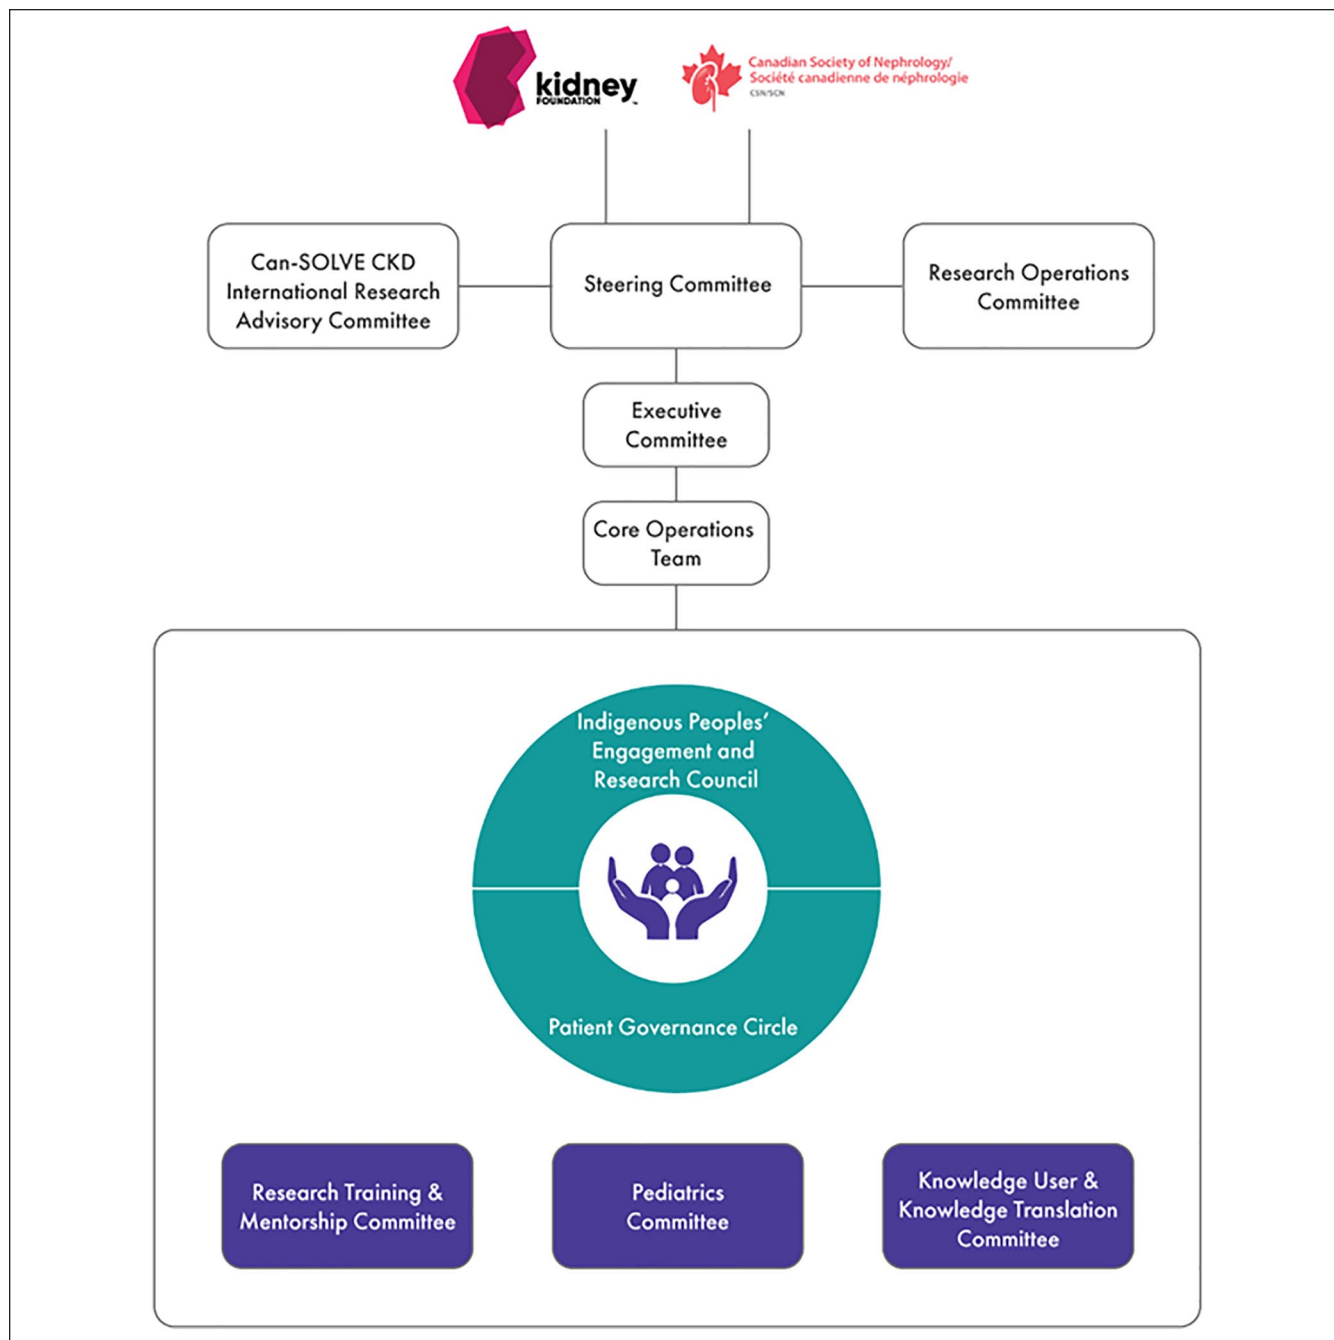 kidney
FOUNDATION™
Canadian Society of Nephrology/
Société canadienne de néphrologie
CSN/SCN
Can-SOLVE CKD
International Research
Advisory Committee
Steering Committee
Research Operations
Committee
Executive
Committee
Core Operations
Team
Indigenous Peoples’
Engagement and
Research Council
Patient Governance Circle
Research Training &
Mentorship Committee
Pediatrics
Committee
Knowledge User &
Knowledge Translation
Committee